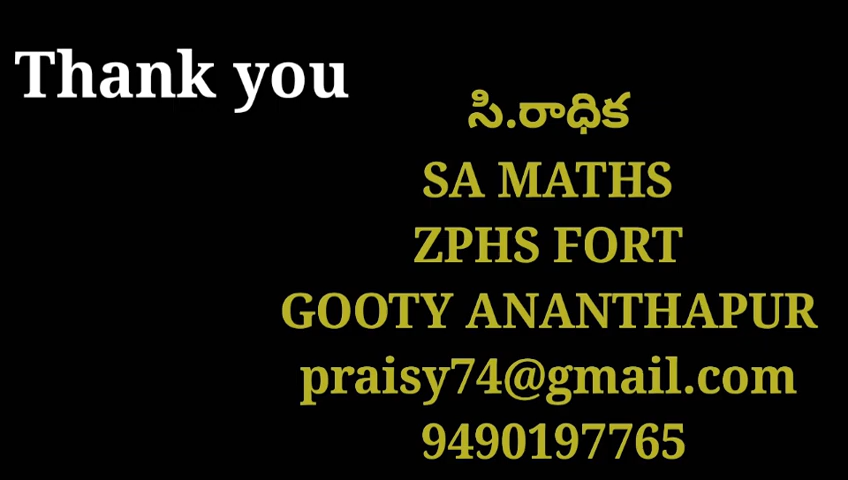 Thank you
సి.రాధిక
SA MATHS
ZPHS FORT
GOOTY ANANTHAPUR
praisy74@gmail.com
9490197765